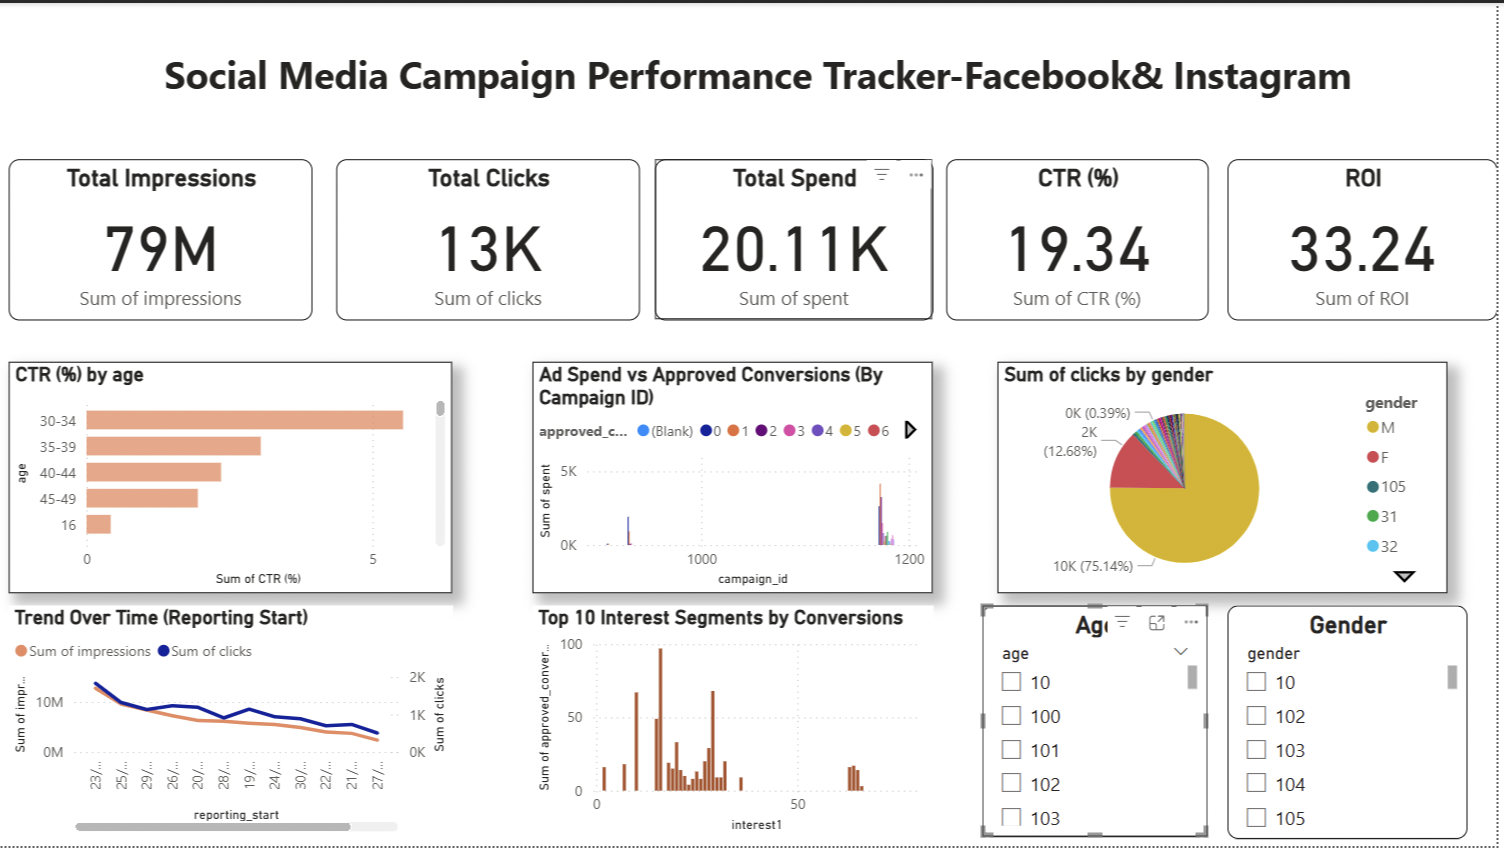 Social Media Campaign Performance Tracker-Facebook& Instagram
Total Impressions
79M
Sum of impressions
Total Clicks
13K
Sum of clicks
Total Spend
20.11K
Sum of spent
CTR (%)
19.34
Sum of CTR (%)
ROI
33.24
Sum of ROI
CTR (%) by age
age
30-34
35-39
40-44
45-49
16
0
5
Sum of CTR (%)
Ad Spend vs Approved Conversions (By
Campaign ID)
approved_c... (Blank) 0 1 2 3 4 5 6
Sum of spent
5K
0K
1000
1200
campaign_id
Sum of clicks by gender
0K (0.39%)
2K
(12.68%)
10K (75.14%)
gender
M
F
105
31
32
Trend Over Time (Reporting Start)
Sum of impressions Sum of clicks
Sum of impr...
10M
0M
2K
1K
0K
Sum of clicks
23/... 25/... 29/... 26/... 20/... 28/... 19/... 24/... 30/... 22/... 21/... 27/...
reporting_start
Top 10 Interest Segments by Conversions
Sum of approved_conver...
100
50
0
0
50
interest1
age
10
100
101
102
103
Gender
gender
10
102
103
104
105